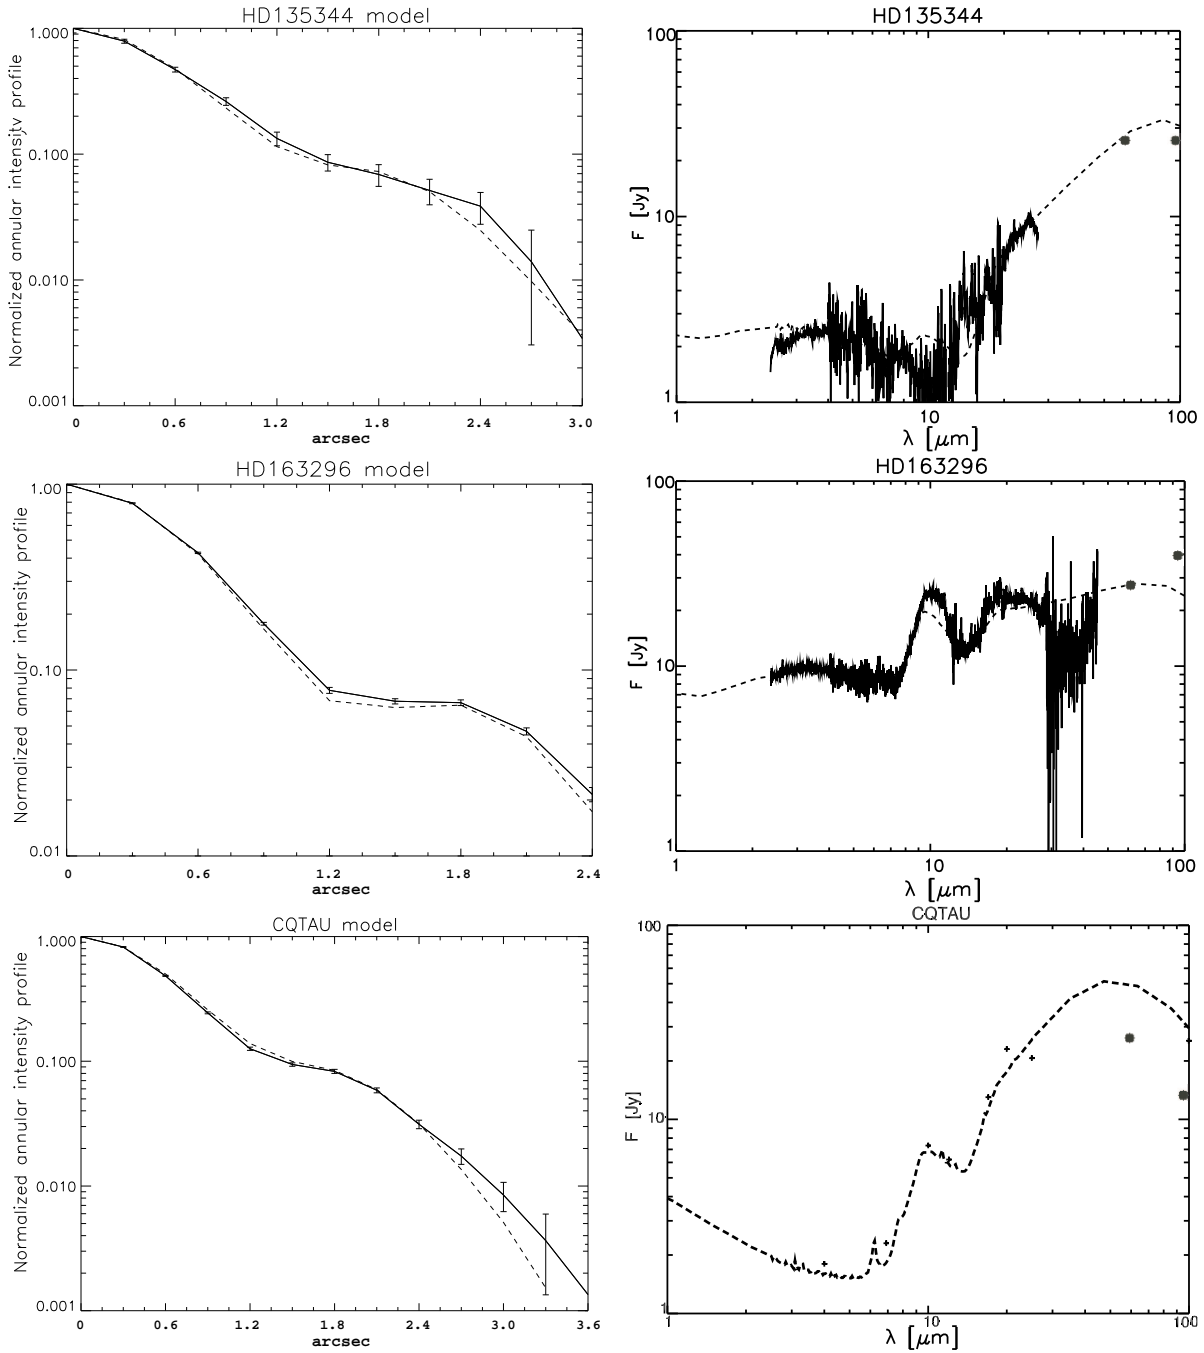 HD135344 model
Normalized annular intensity profile
1.000
0.100
0.010
0.001
0 0.6 1.2 1.8 2.4 3.0
arcsec
HD135344
F [Jy]
100
10
1
1 10 100
λ [μm]
HD163296 model
Normalized annular intensity profile
1.00
0.10
0.01
0 0.6 1.2 1.8 2.4
arcsec
HD163296
F [Jy]
100
10
1
1 10 100
λ [μm]
CQTAU model
Normalized annular intensity profile
1.000
0.100
0.010
0.001
0 0.6 1.2 1.8 2.4 3.0 3.6
arcsec
CQTAU
F [Jy]
100
10
1
1 10 100
λ [μm]